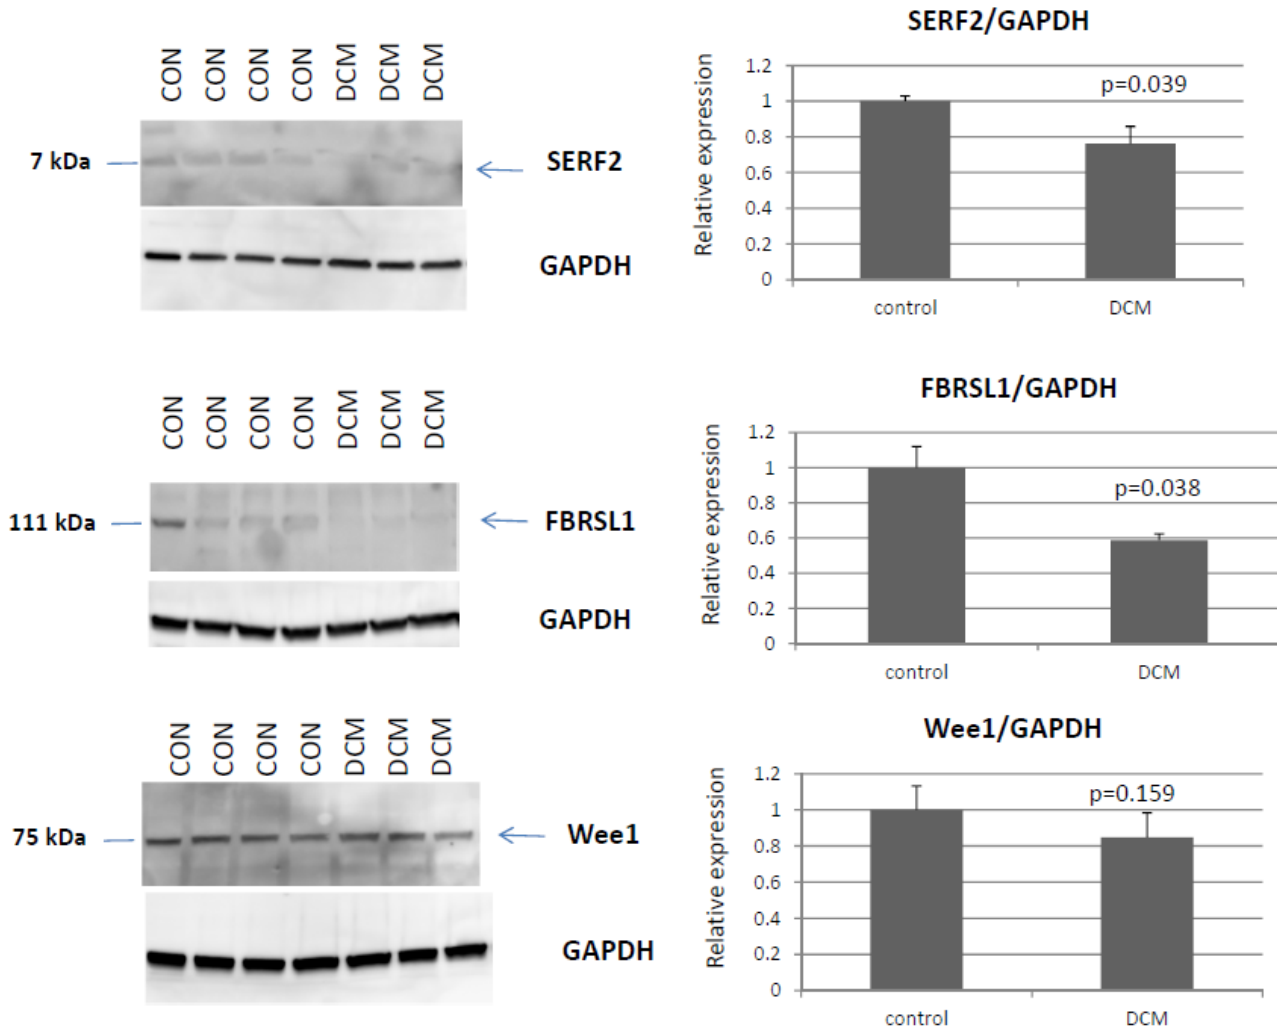 CON CON CON CON DCM DCM DCM
7 kDa
SERF2
GAPDH
SERF2/GAPDH
Relative expression
1.2
1
0.8
0.6
0.4
0.2
0
p=0.039
control DCM
CON CON CON CON DCM DCM DCM
111 kDa
FBRSL1
GAPDH
FBRSL1/GAPDH
Relative expression
1.2
1
0.8
0.6
0.4
0.2
0
p=0.038
control DCM
CON CON CON CON DCM DCM DCM
75 kDa
Wee1
GAPDH
Wee1/GAPDH
Relative expression
1.2
1
0.8
0.6
0.4
0.2
0
p=0.159
control DCM